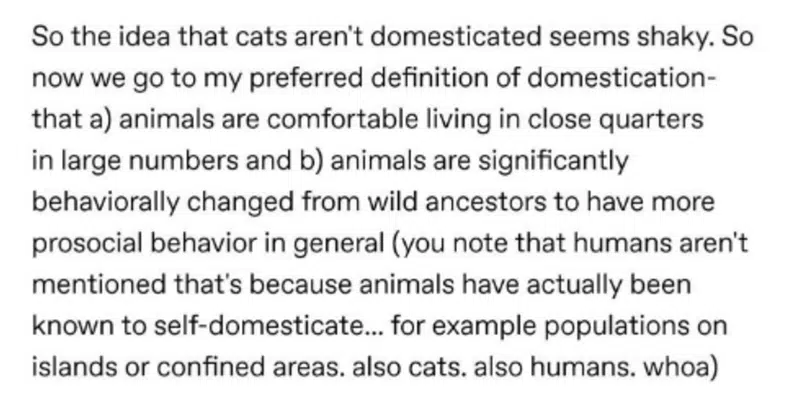 So the idea that cats aren't domesticated seems shaky. So
now we go to my preferred definition of domestication-
that a) animals are comfortable living in close quarters
in large numbers and b) animals are significantly
behaviorally changed from wild ancestors to have more
prosocial behavior in general (you note that humans aren't
mentioned that's because animals have actually been
known to self-domesticate... for example populations on
islands or confined areas. also cats. also humans. whoa)